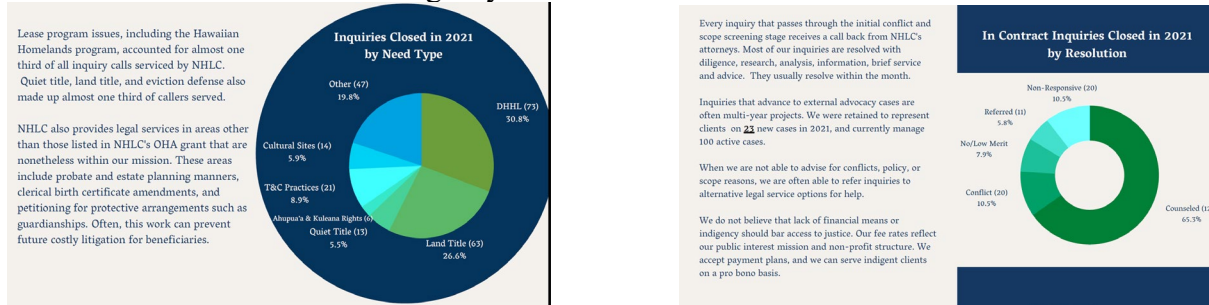 Lease program issues, including the Hawaiian
Homelands program, accounted for almost one
third of all inquiry calls serviced by NHLC.
Quiet title, land title, and eviction defense also
made up almost one third of callers served.
NHLC also provides legal services in areas other
than those listed in NHLC's OHA grant that are
nonetheless within our mission. These areas
include probate and estate planning manners,
clerical birth certificate amendments, and
petitioning for protective arrangements such as
guardianships. Often, this work can prevent
future costly litigation for beneficiaries.
Inquiries Closed in 2021
by Need Type
Other (47)
19.8%
DHHL (73)
30.8%
Cultural Sites (14)
5.9%
T&C Practices (21)
8.9%
Ahupua'a & Kuleana Rights (6)
Quiet Title (13)
5.5%
Land Title (63)
26.6%
Every inquiry that passes through the initial conflict and
scope screening stage receives a call back from NHLC's
attorneys. Most of our inquiries are resolved with
diligence, research, analysis, information, brief service
and advice. They usually resolve within the month.
Inquiries that advance to external advocacy cases are
often multi-year projects. We were retained to represent
clients on 23 new cases in 2021, and currently manage
100 active cases.
When we are not able to advise for conflicts, policy, or
scope reasons, we are often able to refer inquiries to
alternative legal service options for help.
We do not believe that lack of financial means or
indigency should bar access to justice. Our fee rates reflect
our public interest mission and non-profit structure. We
accept payment plans, and we can serve indigent clients
on a pro bono basis.
In Contract Inquiries Closed in 2021
by Resolution
Non-Responsive (20)
10.5%
Referred (11)
5.8%
No/Low Merit
7.9%
Conflict (20)
10.5%
Counseled
65.3%